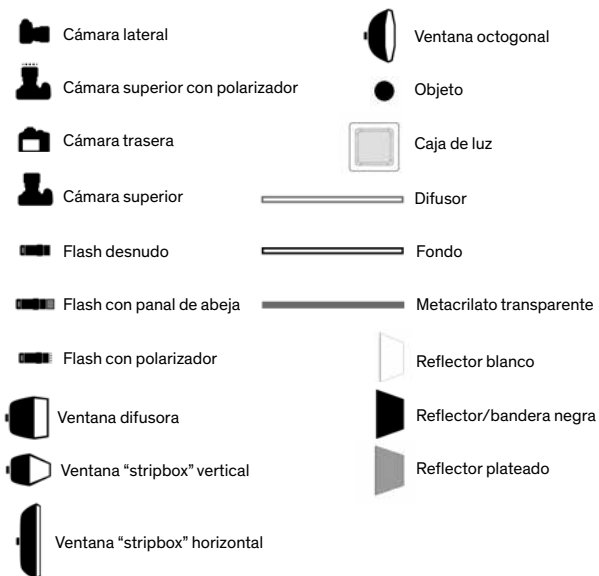 Cámara lateral
Cámara superior con polarizador
Cámara trasera
Cámara superior
Flash desnudo
Flash con panal de abeja
Flash con polarizador
Ventana difusora
Ventana “stripbox” vertical
Ventana “stripbox” horizontal
Ventana octogonal
Objeto
Caja de luz
Difusor
Fondo
Metacrilato transparente
Reflector blanco
Reflector/bandera negra
Reflector plateado